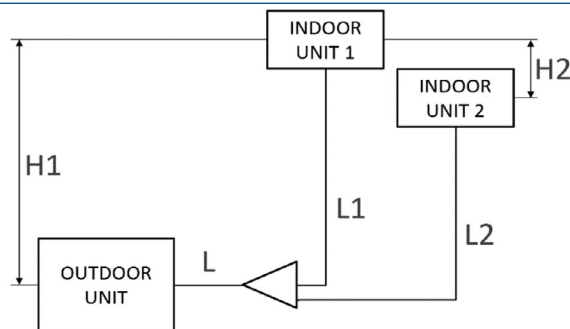 INDOOR
UNIT 1
H2
INDOOR
UNIT 2
H1
L1
L2
L
OUTDOOR
UNIT